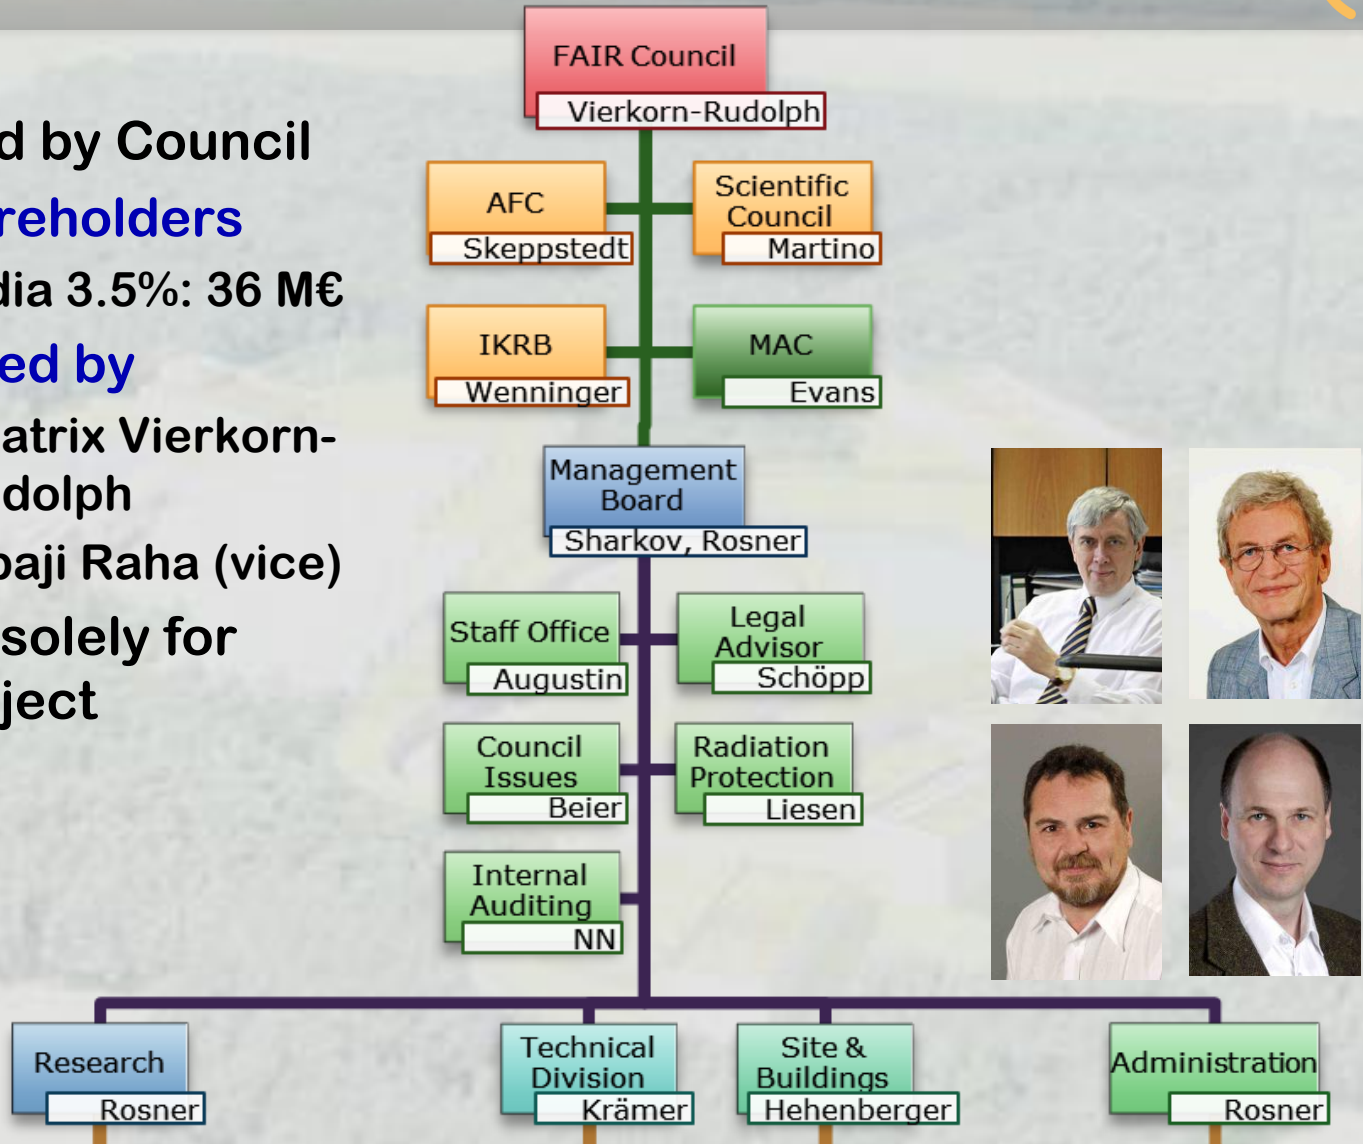 d by Council
reholders
dia 3.5%: 36 M€
ed by
atrix Vierkorn-
dolph
baji Raha (vice)
solely for
ject
FAIR Council
Vierkorn-Rudolph
AFC
Skeppstedt
Scientific
Council
Martino
IKRB
Wenninger
MAC
Evans
Management
Board
Sharkov, Rosner
Staff Office
Augustin
Legal
Advisor
Schöpp
Council
Issues
Beier
Radiation
Protection
Liesen
Internal
Auditing
NN
Research
Rosner
Technical
Division
Krämer
Site &
Buildings
Hehenberger
Administration
Rosner